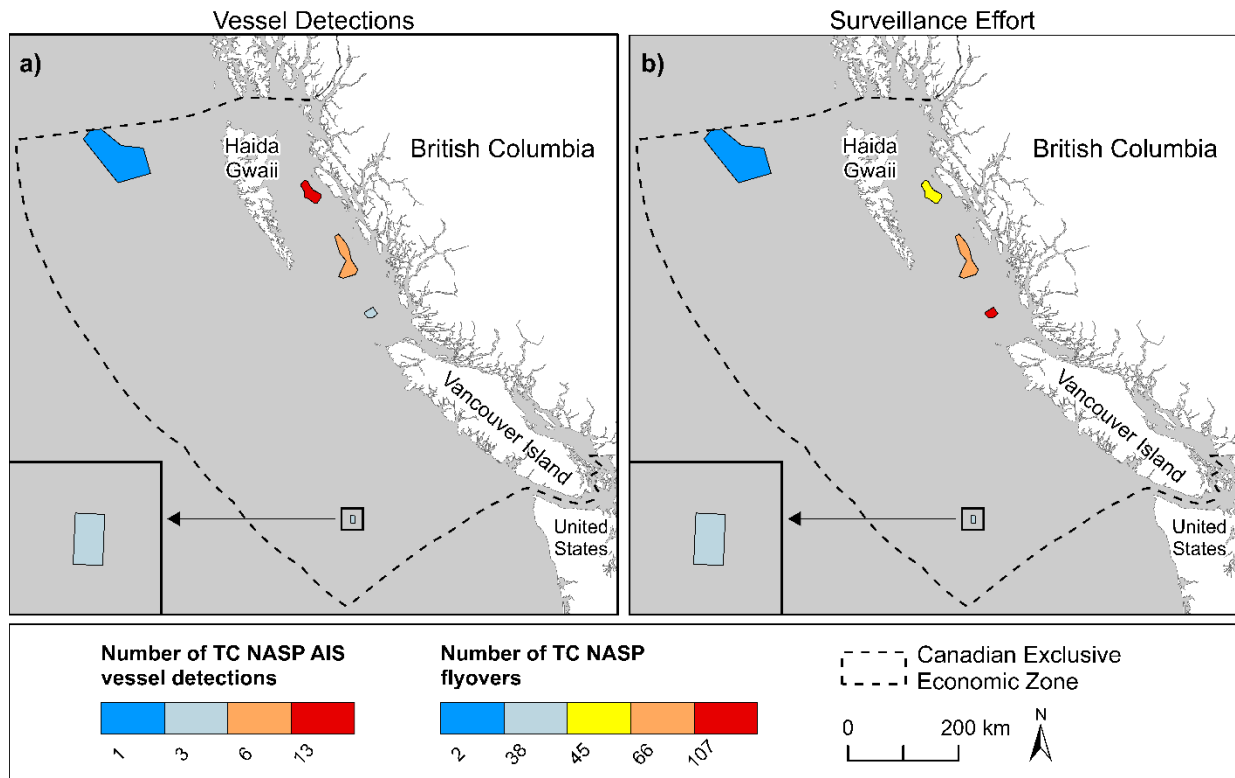 Vessel Detections
Surveillance Effort
a)
Haida
Gwaii
British Columbia
Vancouver Island
United
States
b)
Haida
Gwaii
British Columbia
Vancouver Island
United
States
Number of TC NASP AIS
vessel detections
1 3 6 13
Number of TC NASP
flyovers
2 38 45 66 107
Canadian Exclusive
Economic Zone
0 200 km
N